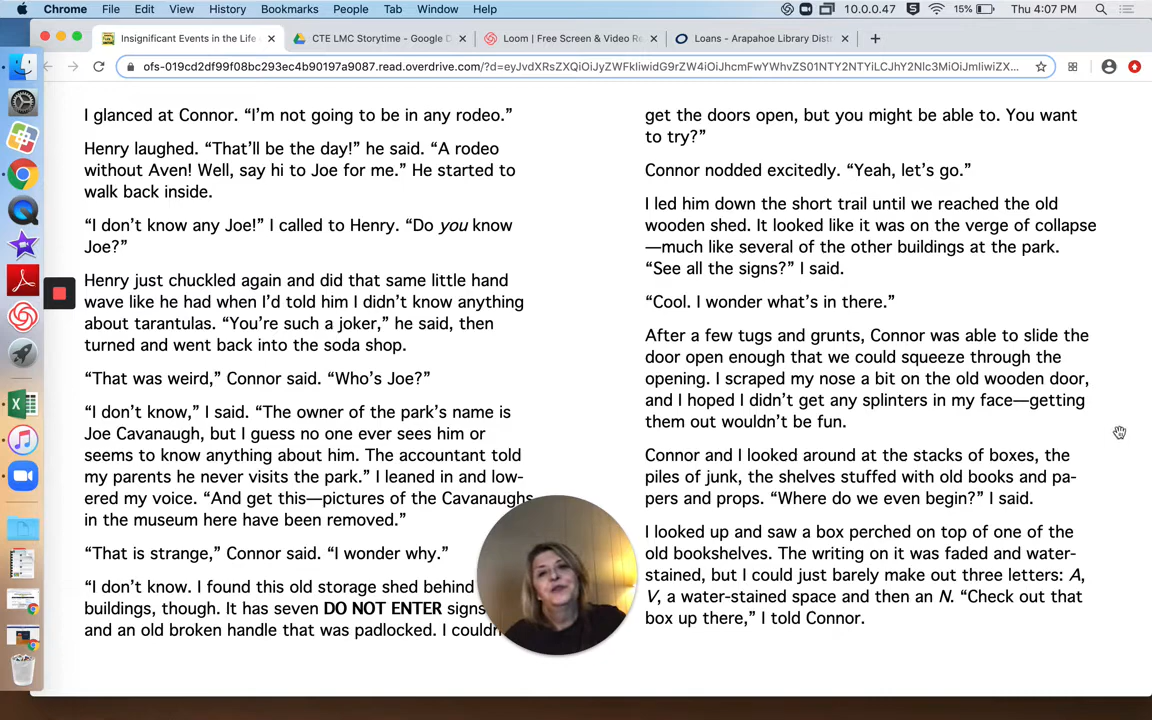 Chrome File Edit View History Bookmarks People Tab Window Help 10.0.0.47 15% Thu 4:07 PM
Insignificant Events in the Life CTE LMC Storytime - Google D Loom | Free Screen & Video Re Loans - Arapahoe Library Distr
I glanced at Connor. “I’m not going to be in any rodeo.”
Henry laughed. “That’ll be the day!” he said. “A rodeo
without Aven! Well, say hi to Joe for me.” He started to
walk back inside.
“I don’t know any Joe!” I called to Henry. “Do you know
Joe?”
Henry just chuckled again and did that same little hand
wave like he had when I’d told him I didn’t know anything
about tarantulas. “You’re such a joker,” he said, then
turned and went back into the soda shop.
“That was weird,” Connor said. “Who’s Joe?”
“I don’t know,” I said. “The owner of the park’s name is
Joe Cavanaugh, but I guess no one ever sees him or
seems to know anything about him. The accountant told
my parents he never visits the park.” I leaned in and low-
ered my voice. “And get this—pictures of the Cavanaughs
in the museum here have been removed.”
“That is strange,” Connor said. “I wonder why.”
“I don’t know. I found this old storage shed behind
buildings, though. It has seven DO NOT ENTER signs
and an old broken handle that was padlocked. I
get the doors open, but you might be able to. You want
to try?”
Connor nodded excitedly. “Yeah, let’s go.”
I led him down the short trail until we reached the old
wooden shed. It looked like it was on the verge of collapse
—much like several of the other buildings at the park.
“See all the signs?” I said.
“Cool. I wonder what’s in there.”
After a few tugs and grunts, Connor was able to slide the
door open enough that we could squeeze through the
opening. I scraped my nose a bit on the old wooden door,
and I hoped I didn’t get any splinters in my face—getting
them out wouldn’t be fun.
Connor and I looked around at the stacks of boxes, the
piles of junk, the shelves stuffed with old books and pa-
pers and props. “Where do we even begin?” I said.
I looked up and saw a box perched on top of one of the
old bookshelves. The writing on it was faded and water-
stained, but I could just barely make out three letters: A,
V, a water-stained space and then an N. “Check out that
box up there,” I told Connor.